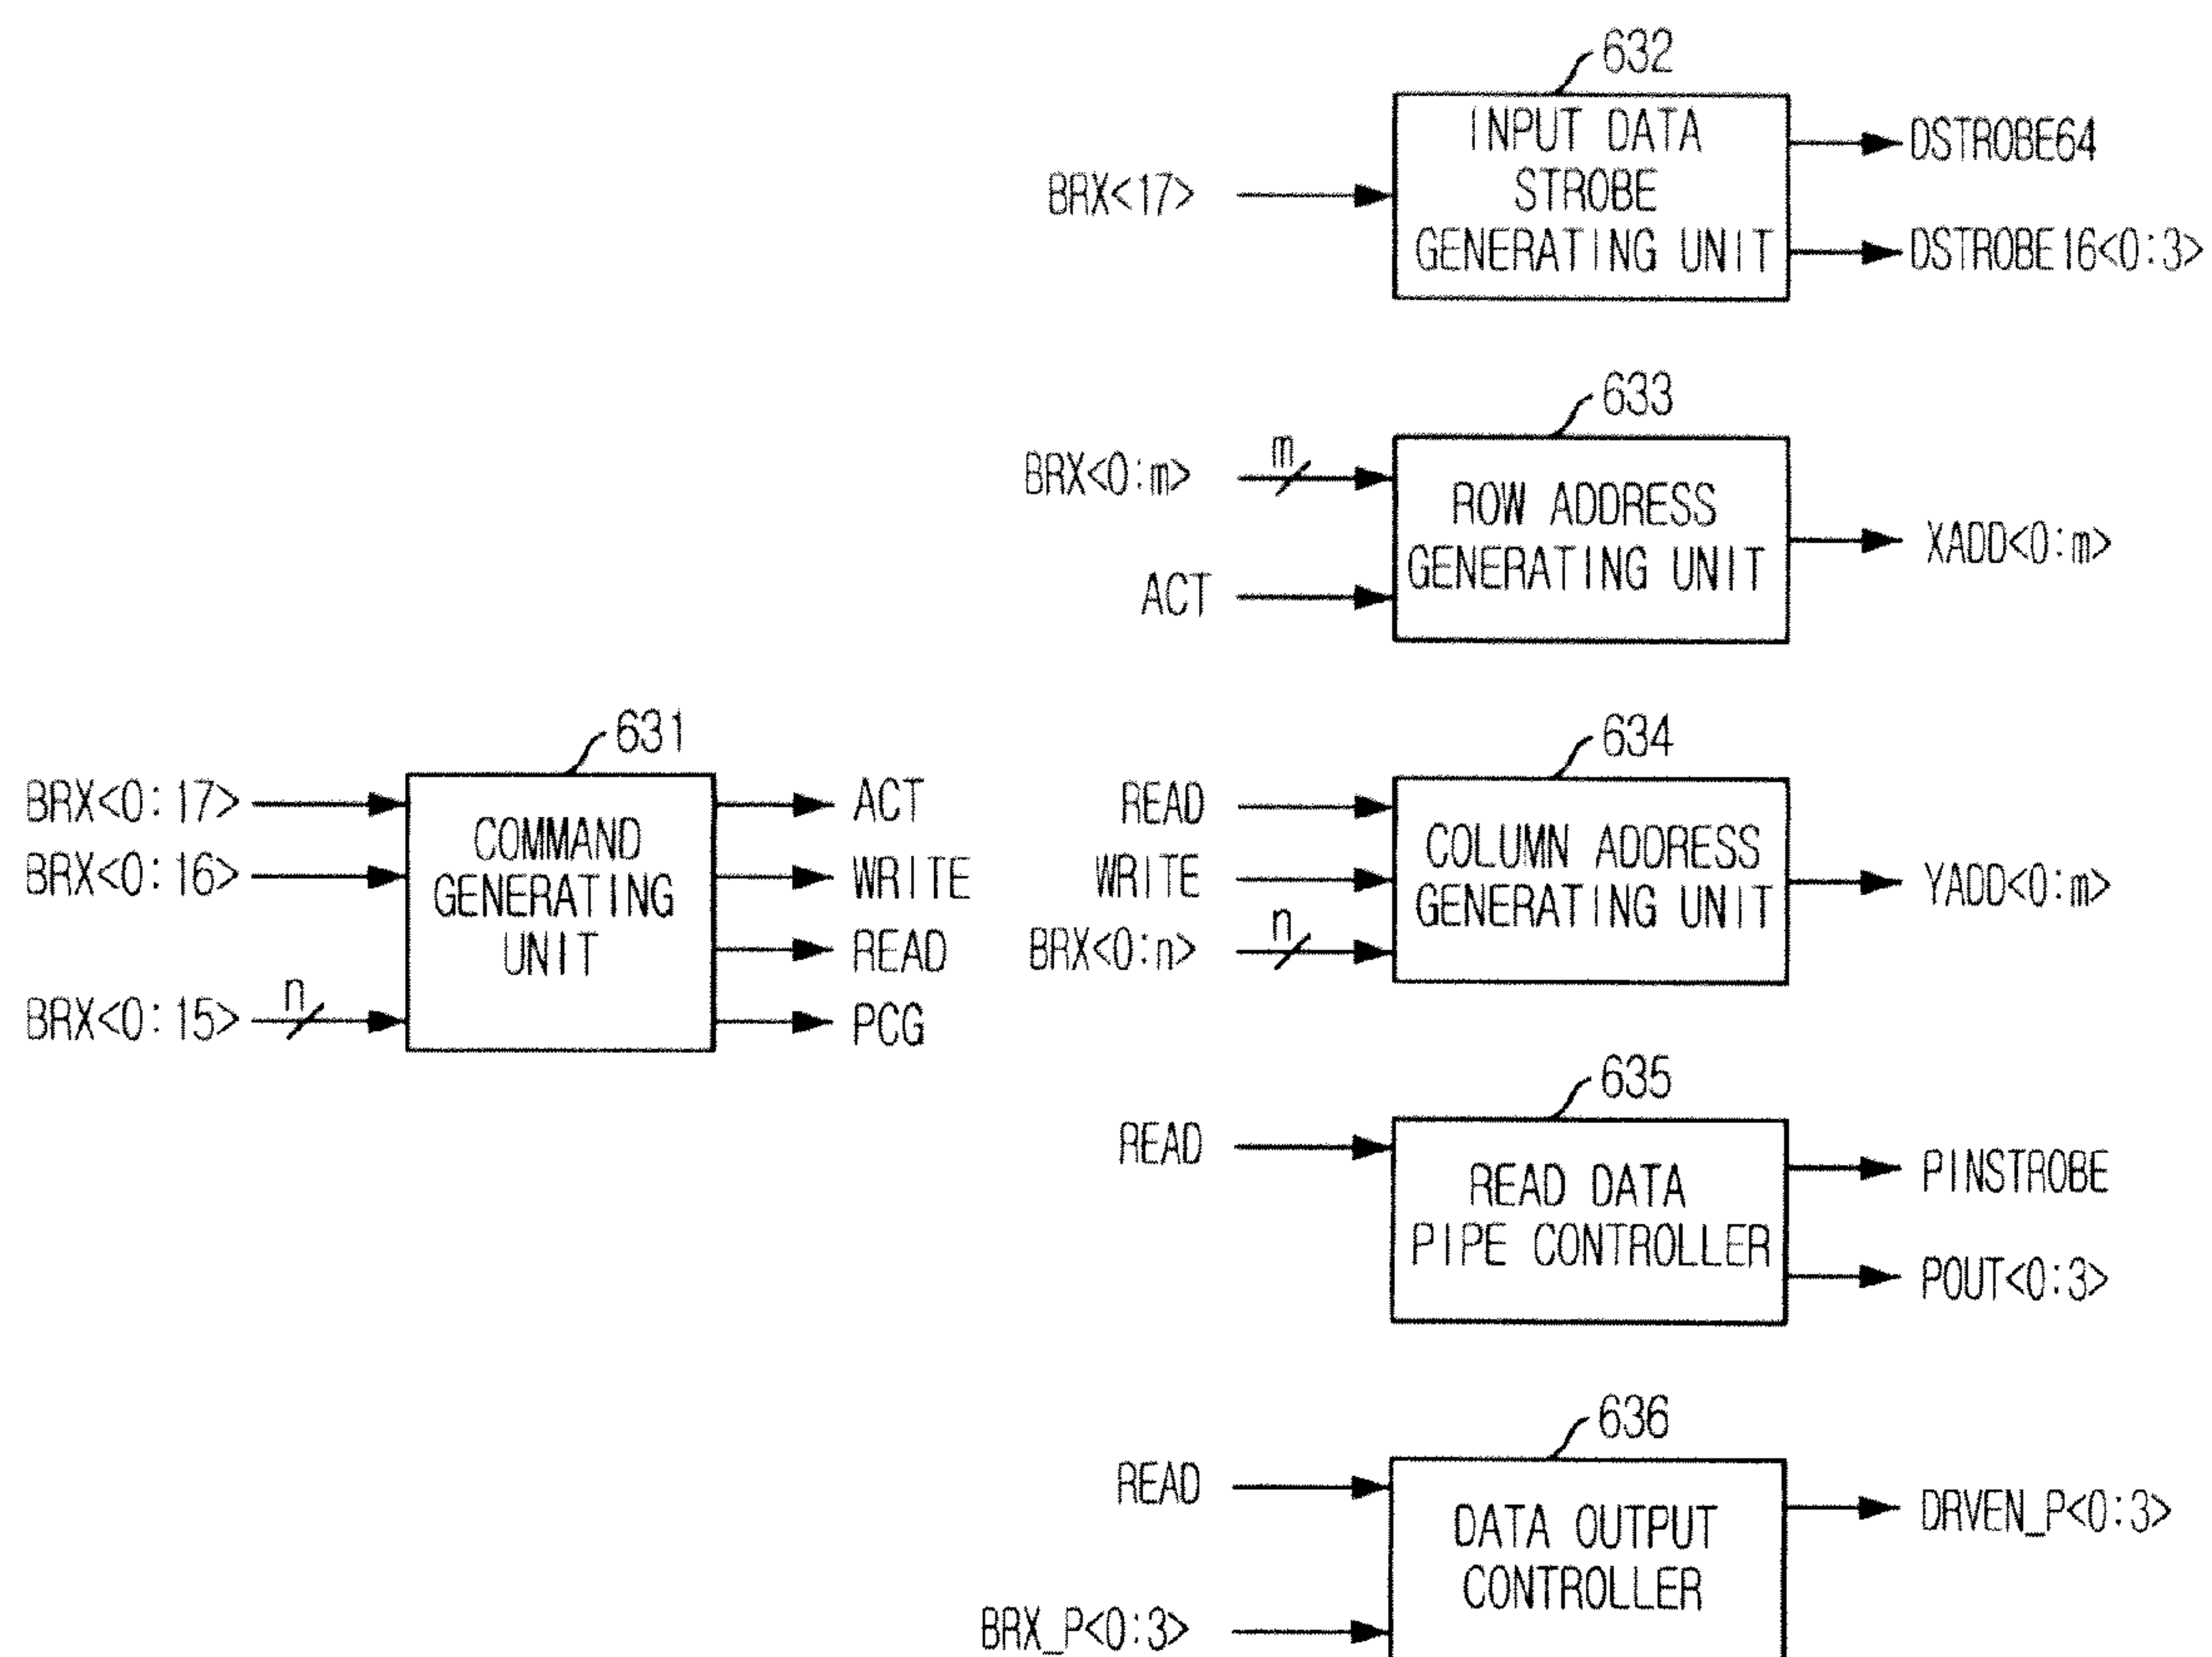 632
INPUT DATA
STROBE
GENERATING UNIT
BRX<17>
DSTROBE64
DSTROBE16<0:3>
633
BRX<0:m>
m
ACT
ROW ADDRESS
GENERATING UNIT
XADD<0:m>
631
BRX<0:17>
BRX<0:16>
BRX<0:15>
n
COMMAND
GENERATING
UNIT
ACT
WRITE
READ
PCG
634
READ
WRITE
BRX<0:n>
n
COLUMN ADDRESS
GENERATING UNIT
YADD<0:m>
635
READ
READ DATA
PIPE CONTROLLER
PINSTROBE
POUT<0:3>
636
READ
BRX_P<0:3>
DATA OUTPUT
CONTROLLER
DRVEN_P<0:3>